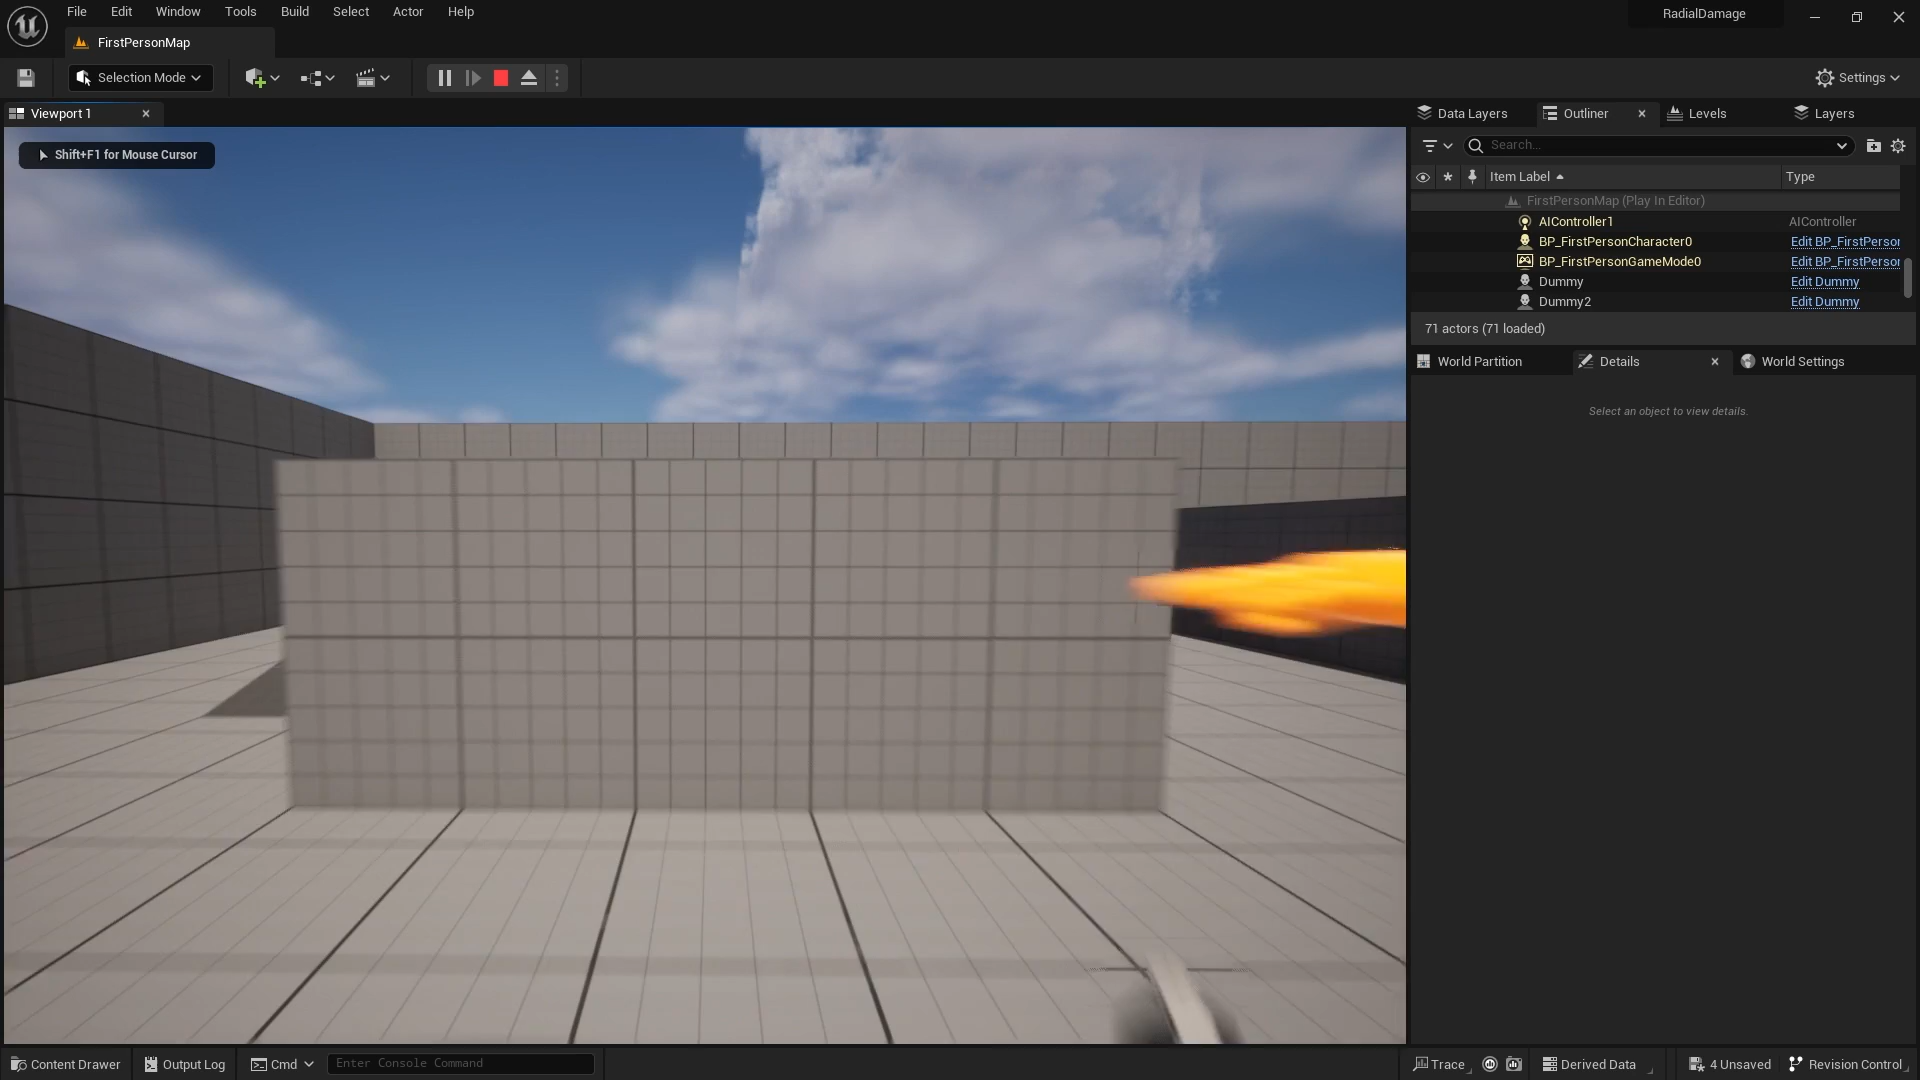 File Edit Window Tools Build Select Actor Help
RadialDamage
FirstPersonMap
Selection Mode
Settings
Viewport 1
Data Layers
Outliner
Levels
Layers
Shift+F1 for Mouse Cursor
Search...
Item Label
Type
FirstPersonMap (Play In Editor)
AIController1 AIController
BP_FirstPersonCharacter0 Edit BP_FirstPerson
BP_FirstPersonGameMode0 Edit BP_FirstPerson
Dummy Edit Dummy
Dummy2 Edit Dummy
71 actors (71 loaded)
World Partition
Details
World Settings
Select an object to view details.
Content Drawer
Output Log
Cmd
Enter Console Command
Trace
Derived Data
4 Unsaved
Revision Control